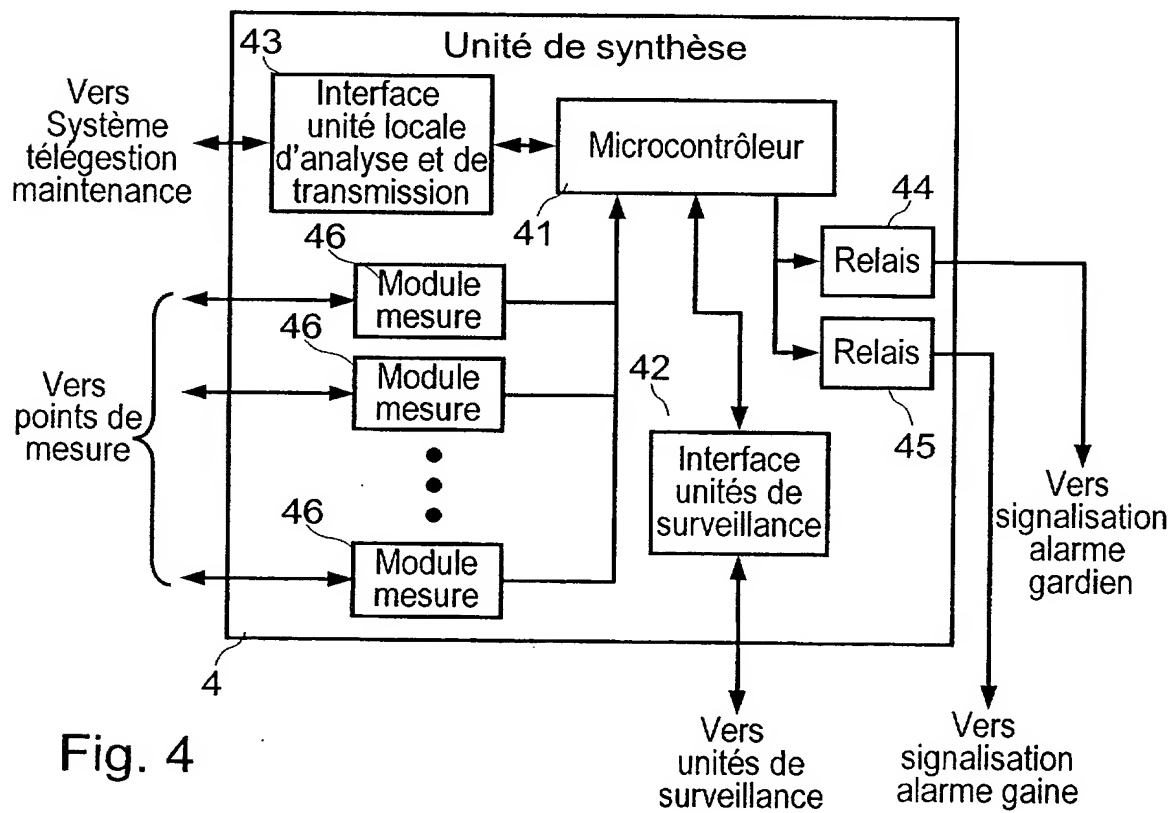 Unité de synthèse
43
Vers
Système
télégestion
maintenance
Interface
unité locale
d'analyse et de
transmission
Microcontrôleur
41
44
Relais
Relais
45
46
Module
mesure
46
Module
mesure
46
Module
mesure
Vers
points de
mesure
42
Interface
unités de
surveillance
Vers
signalisation
alarme
gardien
4
Vers
unités de
surveillance
Vers
signalisation
alarme gaine
Fig. 4